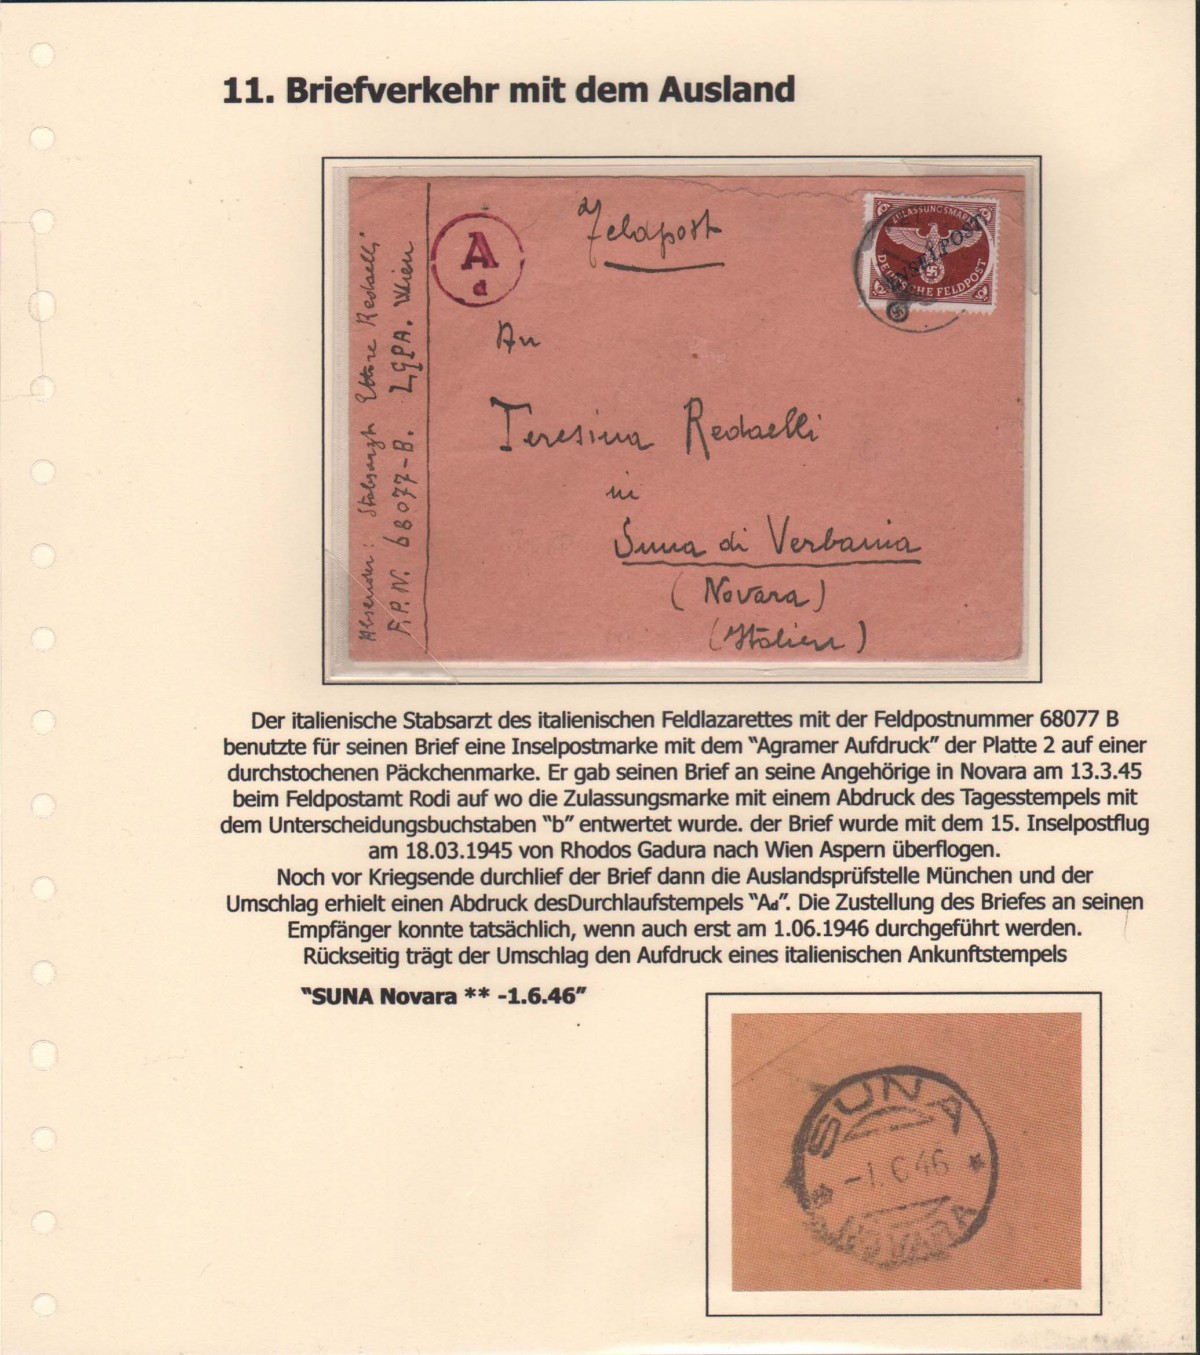 11. Briefverkehr mit dem Ausland
Absender: Stabsarzt Ettore Redaelli
F.P.N. 68077-B. LGPA. Wien
A
d
Feldpost
ZULASSUNGSMARKE
INSELPOST
DEUTSCHE FELDPOST
An
Teresina Redaelli
in
Suna di Verbania
(Novara)
(Italien)
Der italienische Stabsarzt des italienischen Feldlazarettes mit der Feldpostnummer 68077 B
benutzte für seinen Brief eine Inselpostmarke mit dem “Agramer Aufdruck” der Platte 2 auf einer
durchstochenen Päckchenmarke. Er gab seinen Brief an seine Angehörige in Novara am 13.3.45
beim Feldpostamt Rodi auf wo die Zulassungsmarke mit einem Abdruck des Tagesstempels mit
dem Unterscheidungsbuchstaben “b” entwertet wurde. der Brief wurde mit dem 15. Inselpostflug
am 18.03.1945 von Rhodos Gadura nach Wien Aspern überflogen.
Noch vor Kriegsende durchlief der Brief dann die Auslandsprüfstelle München und der
Umschlag erhielt einen Abdruck desDurchlaufstempels “Ad”. Die Zustellung des Briefes an seinen
Empfänger konnte tatsächlich, wenn auch erst am 1.06.1946 durchgeführt werden.
Rückseitig trägt der Umschlag den Aufdruck eines italienischen Ankunftstempels
“SUNA Novara ** -1.6.46”
SUNA
-1.6 46
NOVARA